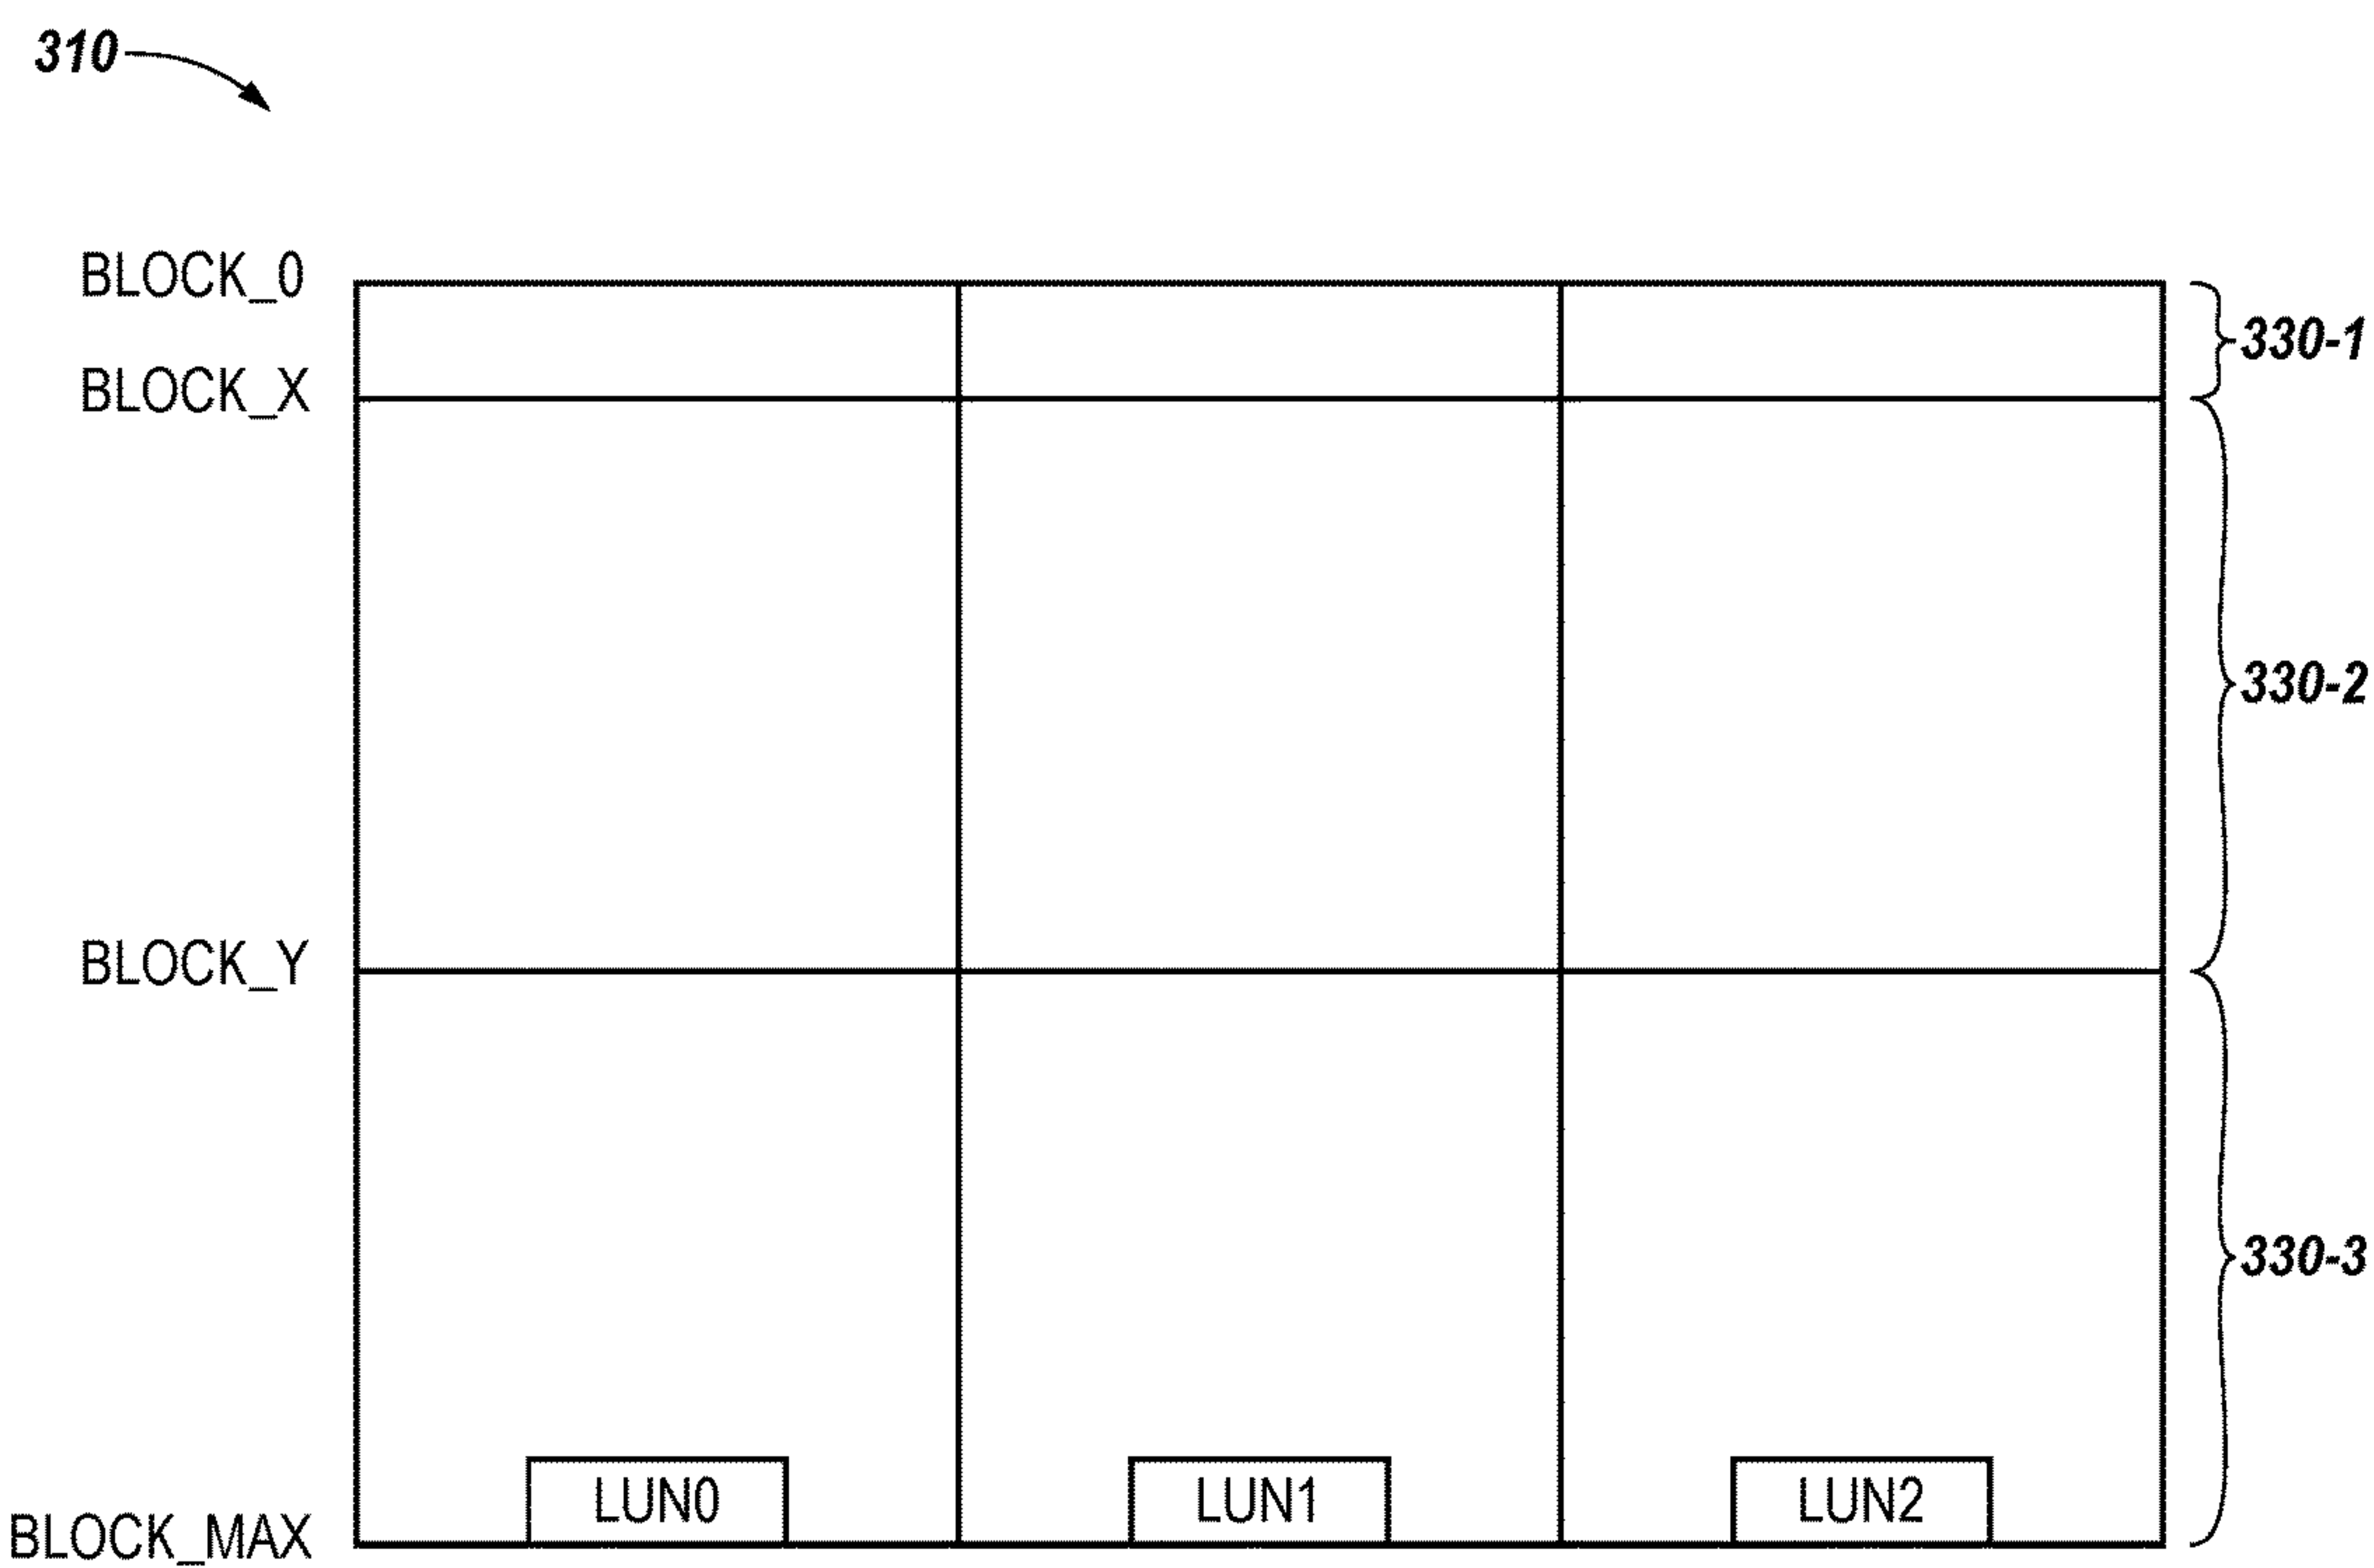 310
BLOCK_0
330-1
BLOCK_X
330-2
BLOCK_Y
330-3
LUN0 LUN1 LUN2
BLOCK_MAX